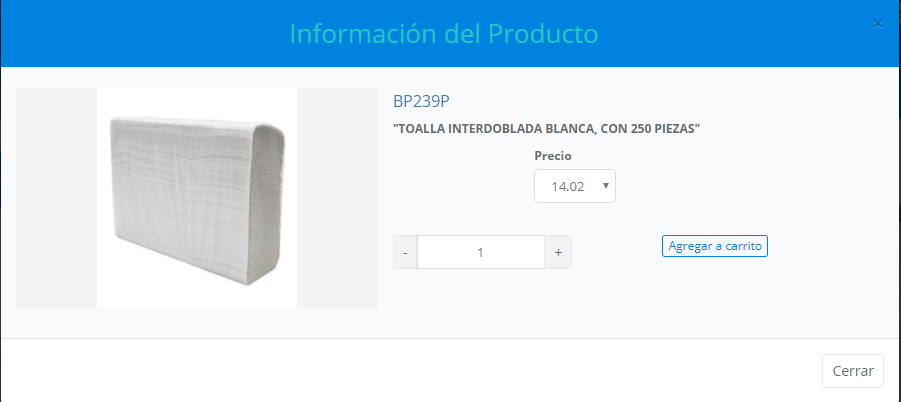 Información del Producto
×
BP239P
"TOALLA INTERDOBLADA BLANCA, CON 250 PIEZAS"
Precio
14.02
- 1 +
Agregar a carrito
Cerrar